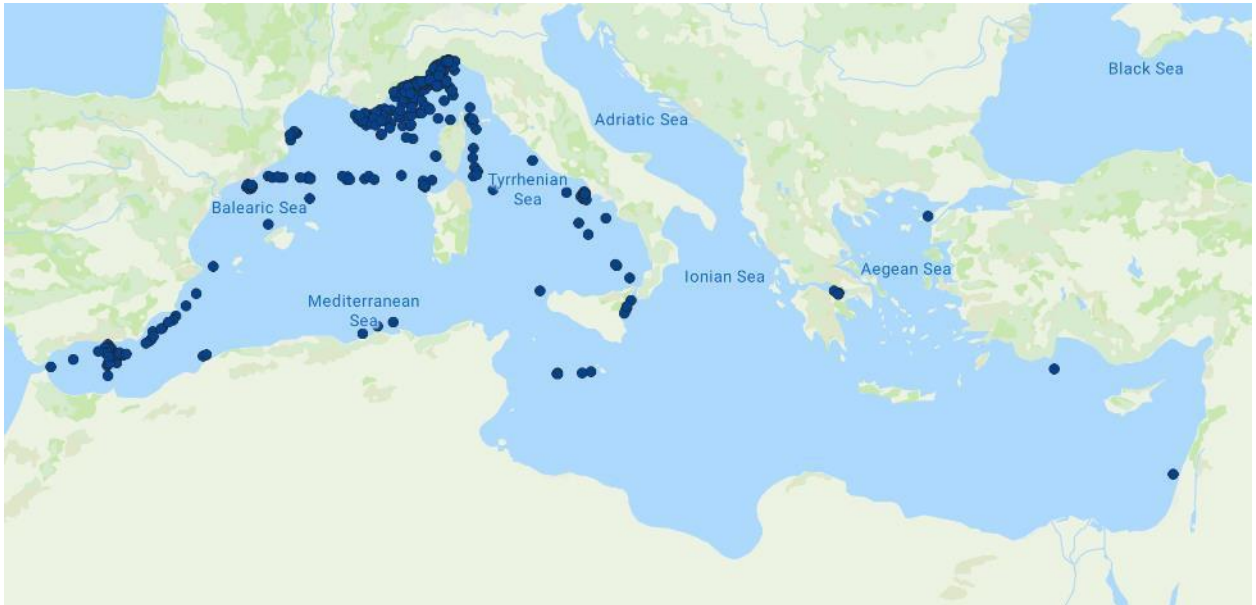 Black Sea
Adriatic Sea
Tyrrhenian
Sea
Balearic Sea
Ionian Sea
Aegean Sea
Mediterranean
Sea